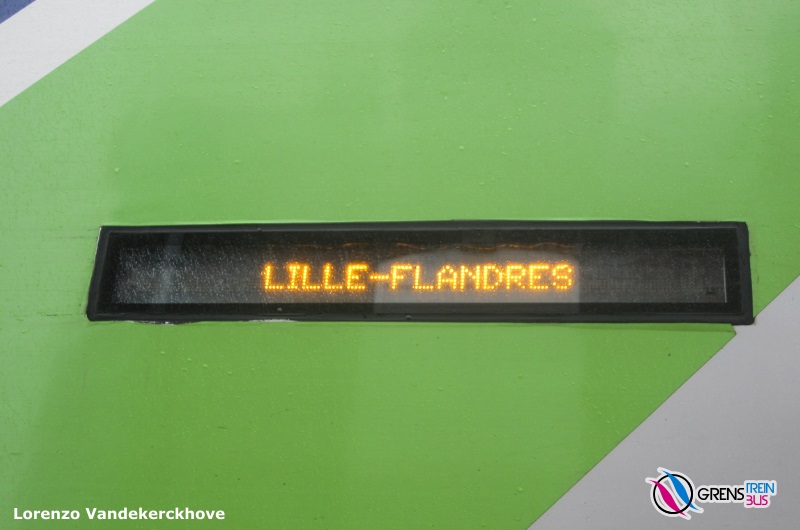 LILLE-FLANDRES
Lorenzo Vandekerckhove
GRENS TREIN
BUS